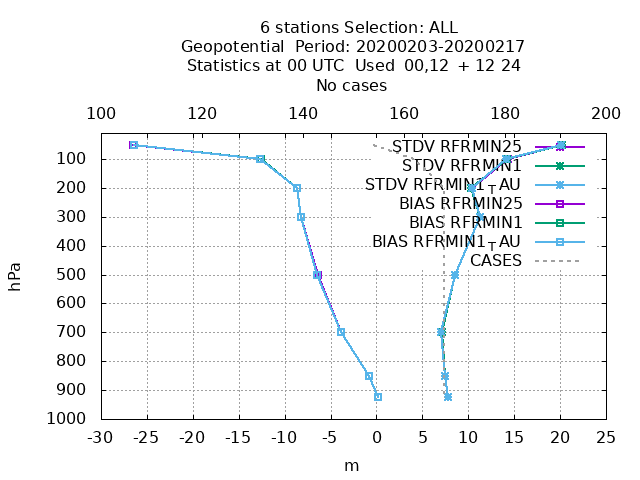 6 stations Selection: ALL
Geopotential  Period: 20200203-20200217
Statistics at 00 UTC  Used  00,12  + 12 24
No cases
100 120 140 160 180 200
STDV RFRMIN25
STDV RFRMIN1
STDV RFRMIN1TAU
BIAS RFRMIN25
BIAS RFRMIN1
BIAS RFRMIN1TAU
CASES
100
200
300
400
500
600
700
800
900
1000
hPa
-30 -25 -20 -15 -10 -5 0 5 10 15 20 25
m